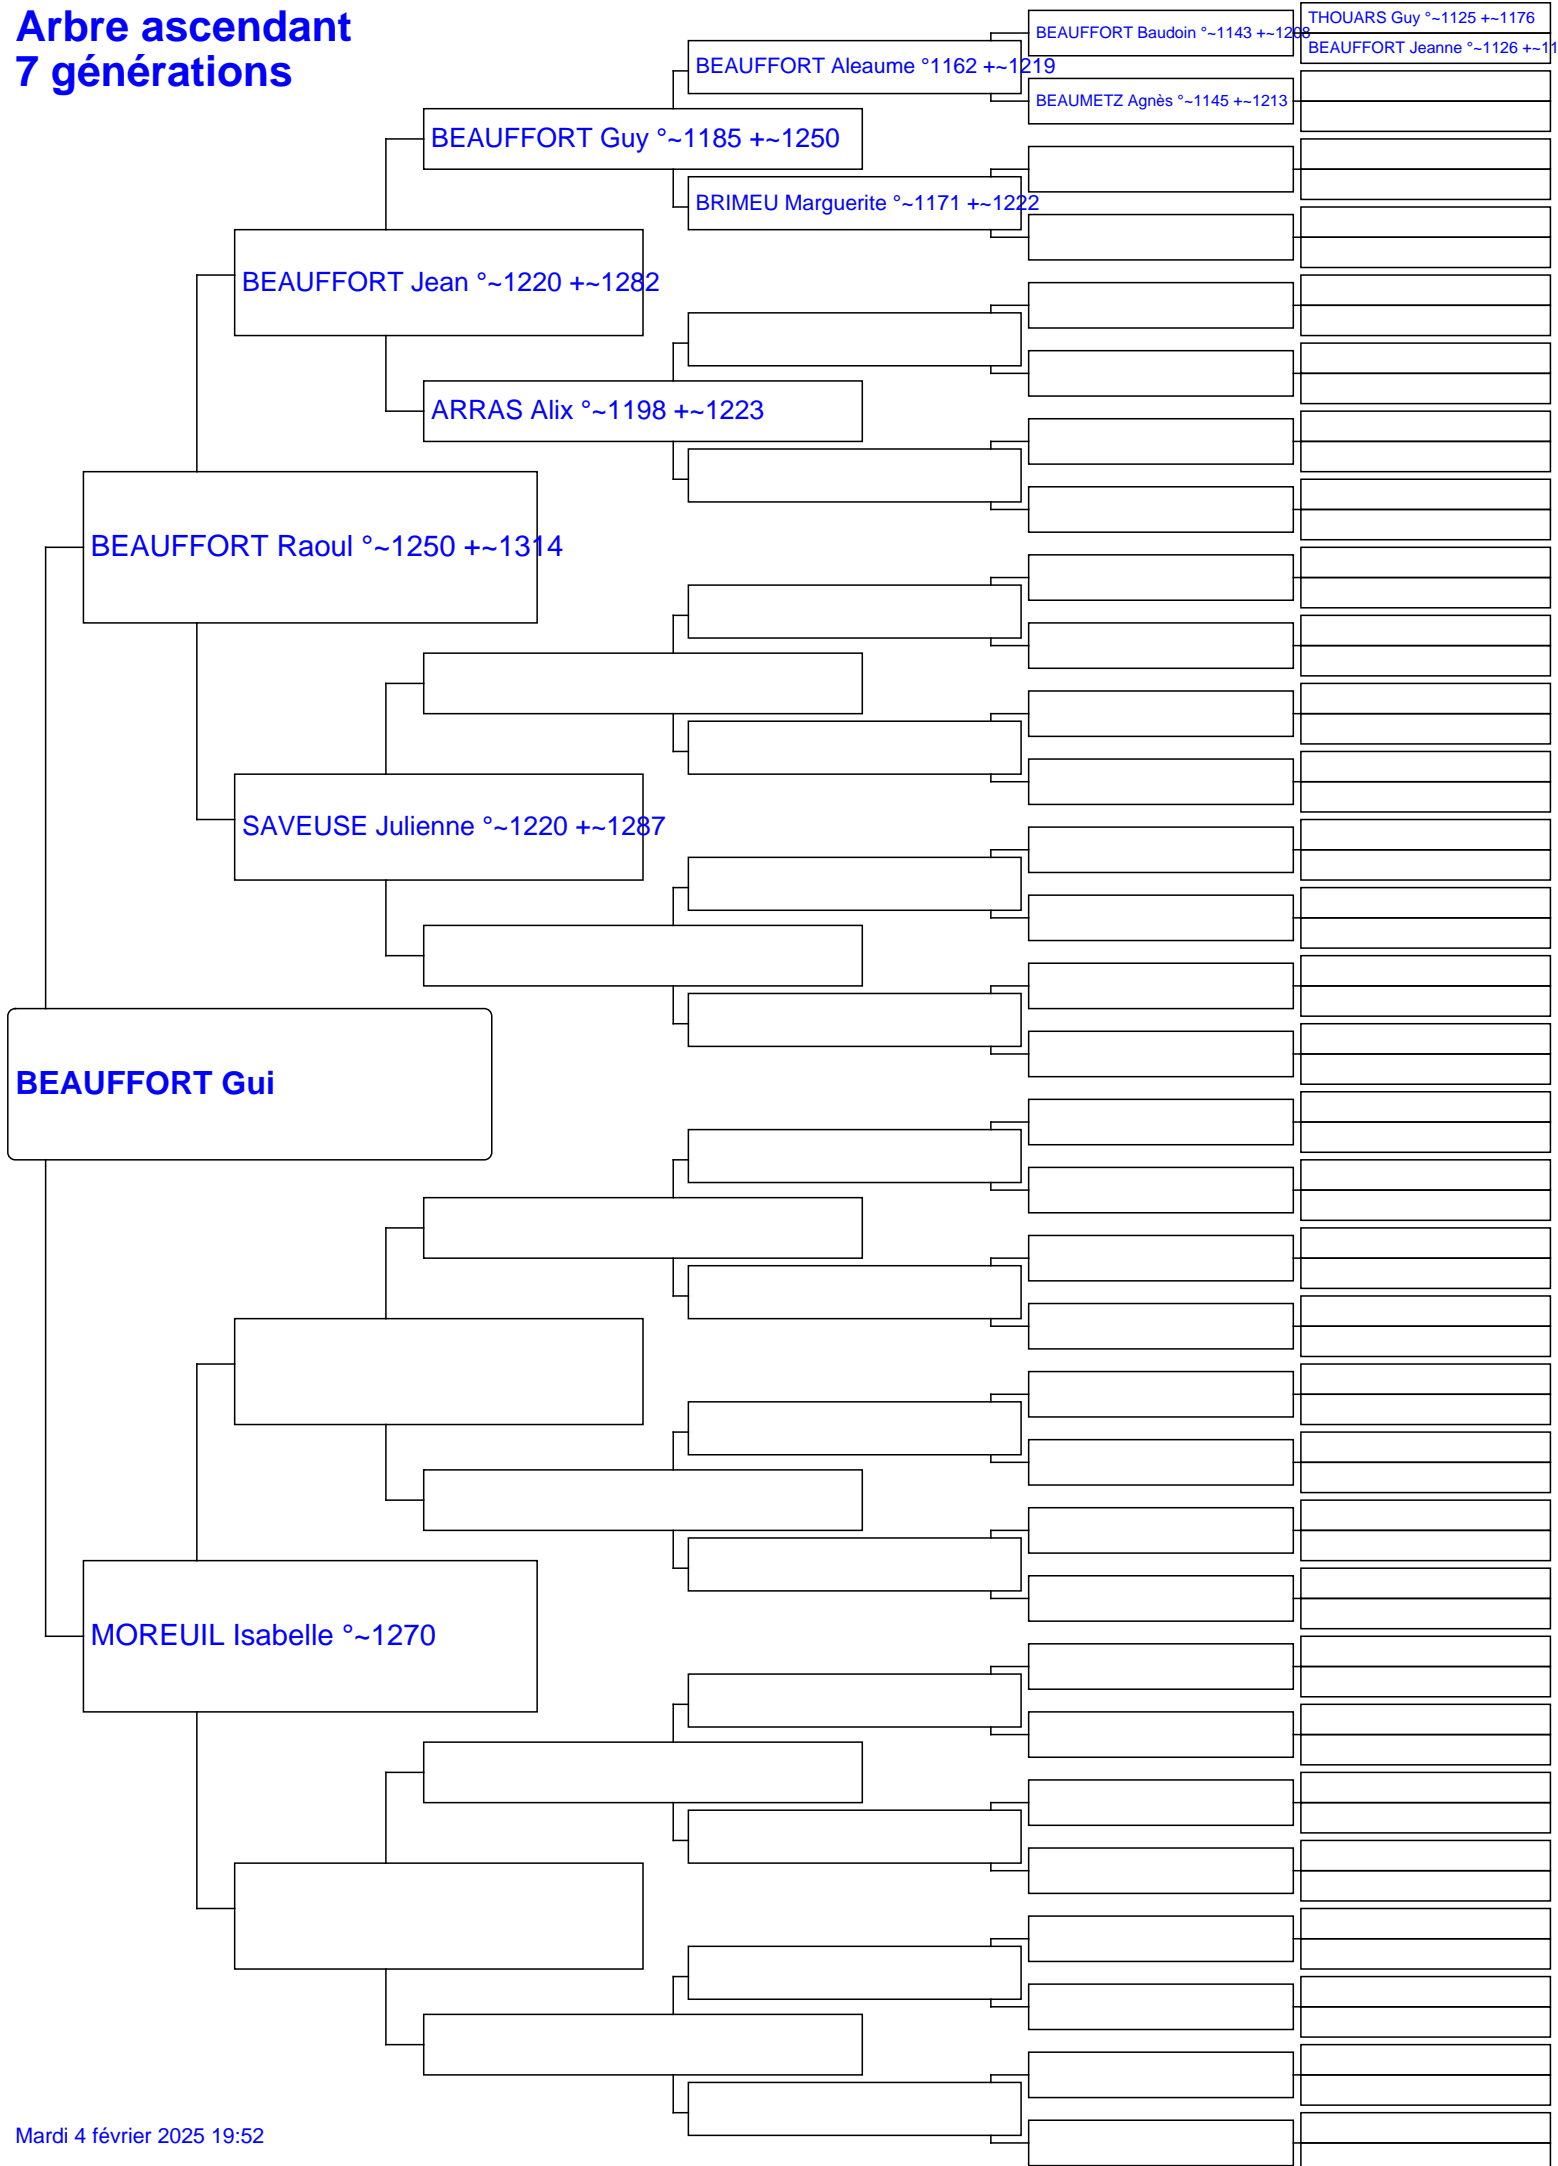 Arbre ascendant
7 générations
THOUARS Guy °~1125 +~1176
BEAUFFORT Baudoin °~1143 +~1208
BEAUFFORT Jeanne °~1126 +~11
BEAUFFORT Aleaume °1162 +~1219
BEAUMETZ Agnès °~1145 +~1213
BEAUFFORT Guy °~1185 +~1250
BRIMEU Marguerite °~1171 +~1222
BEAUFFORT Jean °~1220 +~1282
ARRAS Alix °~1198 +~1223
BEAUFFORT Raoul °~1250 +~1314
SAVEUSE Julienne °~1220 +~1287
BEAUFFORT Gui
MOREUIL Isabelle °~1270
Mardi 4 février 2025 19:52